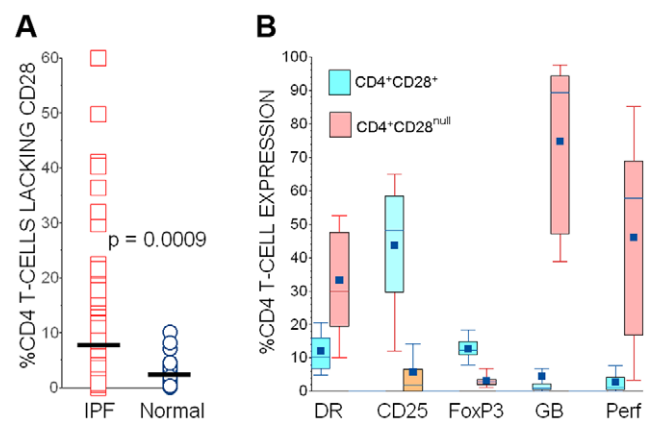 A
%CD4 T-CELLS LACKING CD28
60
50
40
30
20
10
0
p = 0.0009
IPF Normal
B
%CD4 T-CELL EXPRESSION
100
90
80
70
60
50
40
30
20
10
0
CD4⁺CD28⁺
CD4⁺CD28ⁿᵘˡˡ
DR CD25 FoxP3 GB Perf